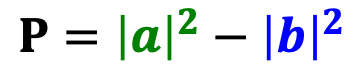 P = |a|² − |b|²